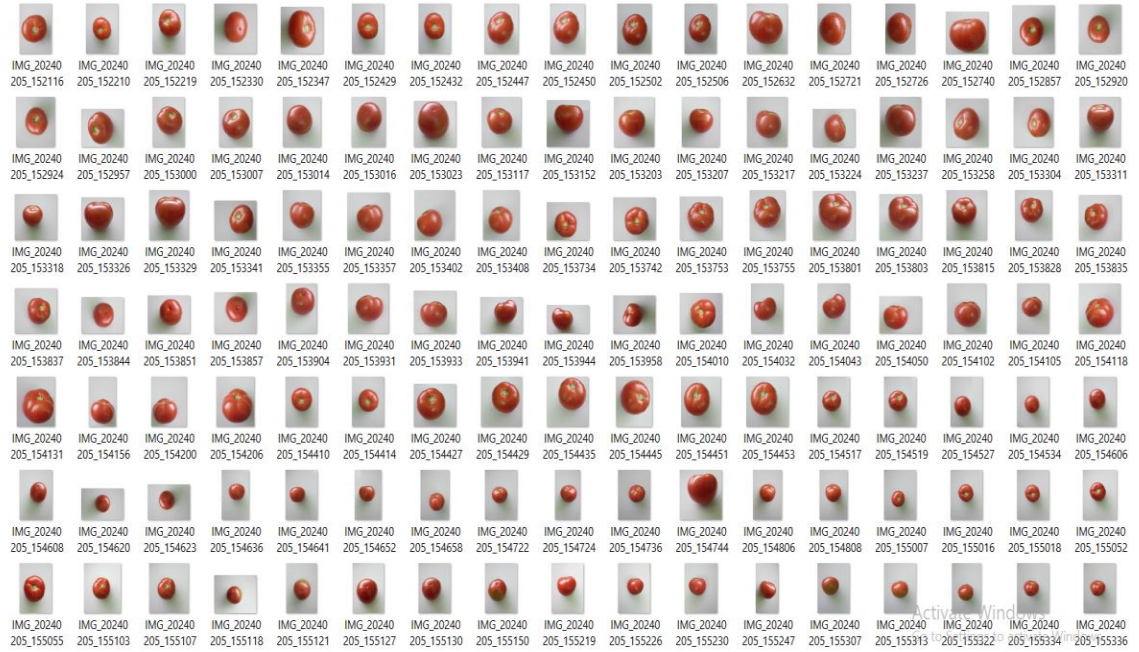 IMG_20240 IMG_20240 IMG_20240 IMG_20240 IMG_20240 IMG_20240 IMG_20240 IMG_20240 IMG_20240 IMG_20240 IMG_20240 IMG_20240 IMG_20240 IMG_20240 IMG_20240 IMG_20240 IMG_20240
205_152116 205_152210 205_152219 205_152330 205_152347 205_152429 205_152432 205_152447 205_152450 205_152502 205_152506 205_152632 205_152721 205_152726 205_152740 205_152857 205_152920
IMG_20240 IMG_20240 IMG_20240 IMG_20240 IMG_20240 IMG_20240 IMG_20240 IMG_20240 IMG_20240 IMG_20240 IMG_20240 IMG_20240 IMG_20240 IMG_20240 IMG_20240 IMG_20240 IMG_20240
205_152924 205_152957 205_153000 205_153007 205_153014 205_153016 205_153023 205_153117 205_153152 205_153203 205_153207 205_153217 205_153224 205_153237 205_153258 205_153304 205_153311
IMG_20240 IMG_20240 IMG_20240 IMG_20240 IMG_20240 IMG_20240 IMG_20240 IMG_20240 IMG_20240 IMG_20240 IMG_20240 IMG_20240 IMG_20240 IMG_20240 IMG_20240 IMG_20240 IMG_20240
205_153318 205_153326 205_153329 205_153341 205_153355 205_153357 205_153402 205_153408 205_153734 205_153742 205_153753 205_153755 205_153801 205_153803 205_153815 205_153828 205_153835
IMG_20240 IMG_20240 IMG_20240 IMG_20240 IMG_20240 IMG_20240 IMG_20240 IMG_20240 IMG_20240 IMG_20240 IMG_20240 IMG_20240 IMG_20240 IMG_20240 IMG_20240 IMG_20240 IMG_20240
205_153837 205_153844 205_153851 205_153857 205_153904 205_153931 205_153933 205_153941 205_153944 205_153958 205_154010 205_154032 205_154043 205_154050 205_154102 205_154105 205_154118
IMG_20240 IMG_20240 IMG_20240 IMG_20240 IMG_20240 IMG_20240 IMG_20240 IMG_20240 IMG_20240 IMG_20240 IMG_20240 IMG_20240 IMG_20240 IMG_20240 IMG_20240 IMG_20240 IMG_20240
205_154131 205_154156 205_154200 205_154206 205_154410 205_154414 205_154427 205_154429 205_154435 205_154445 205_154451 205_154453 205_154517 205_154519 205_154527 205_154534 205_154606
IMG_20240 IMG_20240 IMG_20240 IMG_20240 IMG_20240 IMG_20240 IMG_20240 IMG_20240 IMG_20240 IMG_20240 IMG_20240 IMG_20240 IMG_20240 IMG_20240 IMG_20240 IMG_20240 IMG_20240
205_154608 205_154620 205_154623 205_154636 205_154641 205_154652 205_154658 205_154722 205_154724 205_154736 205_154744 205_154806 205_154808 205_155007 205_155016 205_155018 205_155052
Activate Windows
IMG_20240 IMG_20240 IMG_20240 IMG_20240 IMG_20240 IMG_20240 IMG_20240 IMG_20240 IMG_20240 IMG_20240 IMG_20240 IMG_20240 IMG_20240 IMG_20240 IMG_20240 IMG_20240 IMG_20240
205_155055 205_155103 205_155107 205_155118 205_155121 205_155127 205_155130 205_155150 205_155219 205_155226 205_155230 205_155247 205_155307 205_155313 205_155322 205_155334 205_155336
Go to Settings to activate Windows.